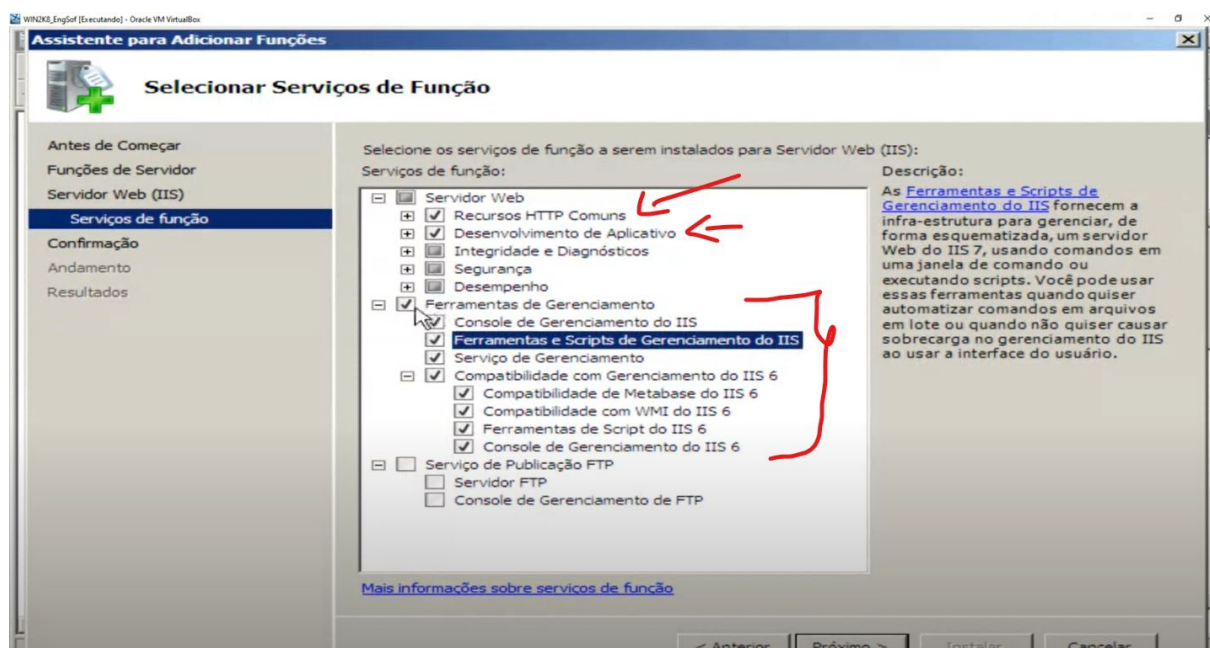 WIN2K8_EngSof [Executando] - Oracle VM VirtualBox
Assistente para Adicionar Funções
Selecionar Serviços de Função
Antes de Começar
Funções de Servidor
Servidor Web (IIS)
Serviços de função
Confirmação
Andamento
Resultados
Selecione os serviços de função a serem instalados para Servidor Web (IIS):
Serviços de função:
Servidor Web
Recursos HTTP Comuns
Desenvolvimento de Aplicativo
Integridade e Diagnósticos
Segurança
Desempenho
Ferramentas de Gerenciamento
Console de Gerenciamento do IIS
Ferramentas e Scripts de Gerenciamento do IIS
Serviço de Gerenciamento
Compatibilidade com Gerenciamento do IIS 6
Compatibilidade de Metabase do IIS 6
Compatibilidade com WMI do IIS 6
Ferramentas de Script do IIS 6
Console de Gerenciamento do IIS 6
Serviço de Publicação FTP
Servidor FTP
Console de Gerenciamento de FTP
Mais informações sobre serviços de função
Descrição:
As Ferramentas e Scripts de
Gerenciamento do IIS fornecem a
infra-estrutura para gerenciar, de
forma esquematizada, um servidor
Web do IIS 7, usando comandos em
uma janela de comando ou
executando scripts. Você pode usar
essas ferramentas quando quiser
automatizar comandos em arquivos
em lote ou quando não quiser causar
sobrecarga no gerenciamento do IIS
ao usar a interface do usuário.
< Anterior
Próximo >
Instalar
Cancelar